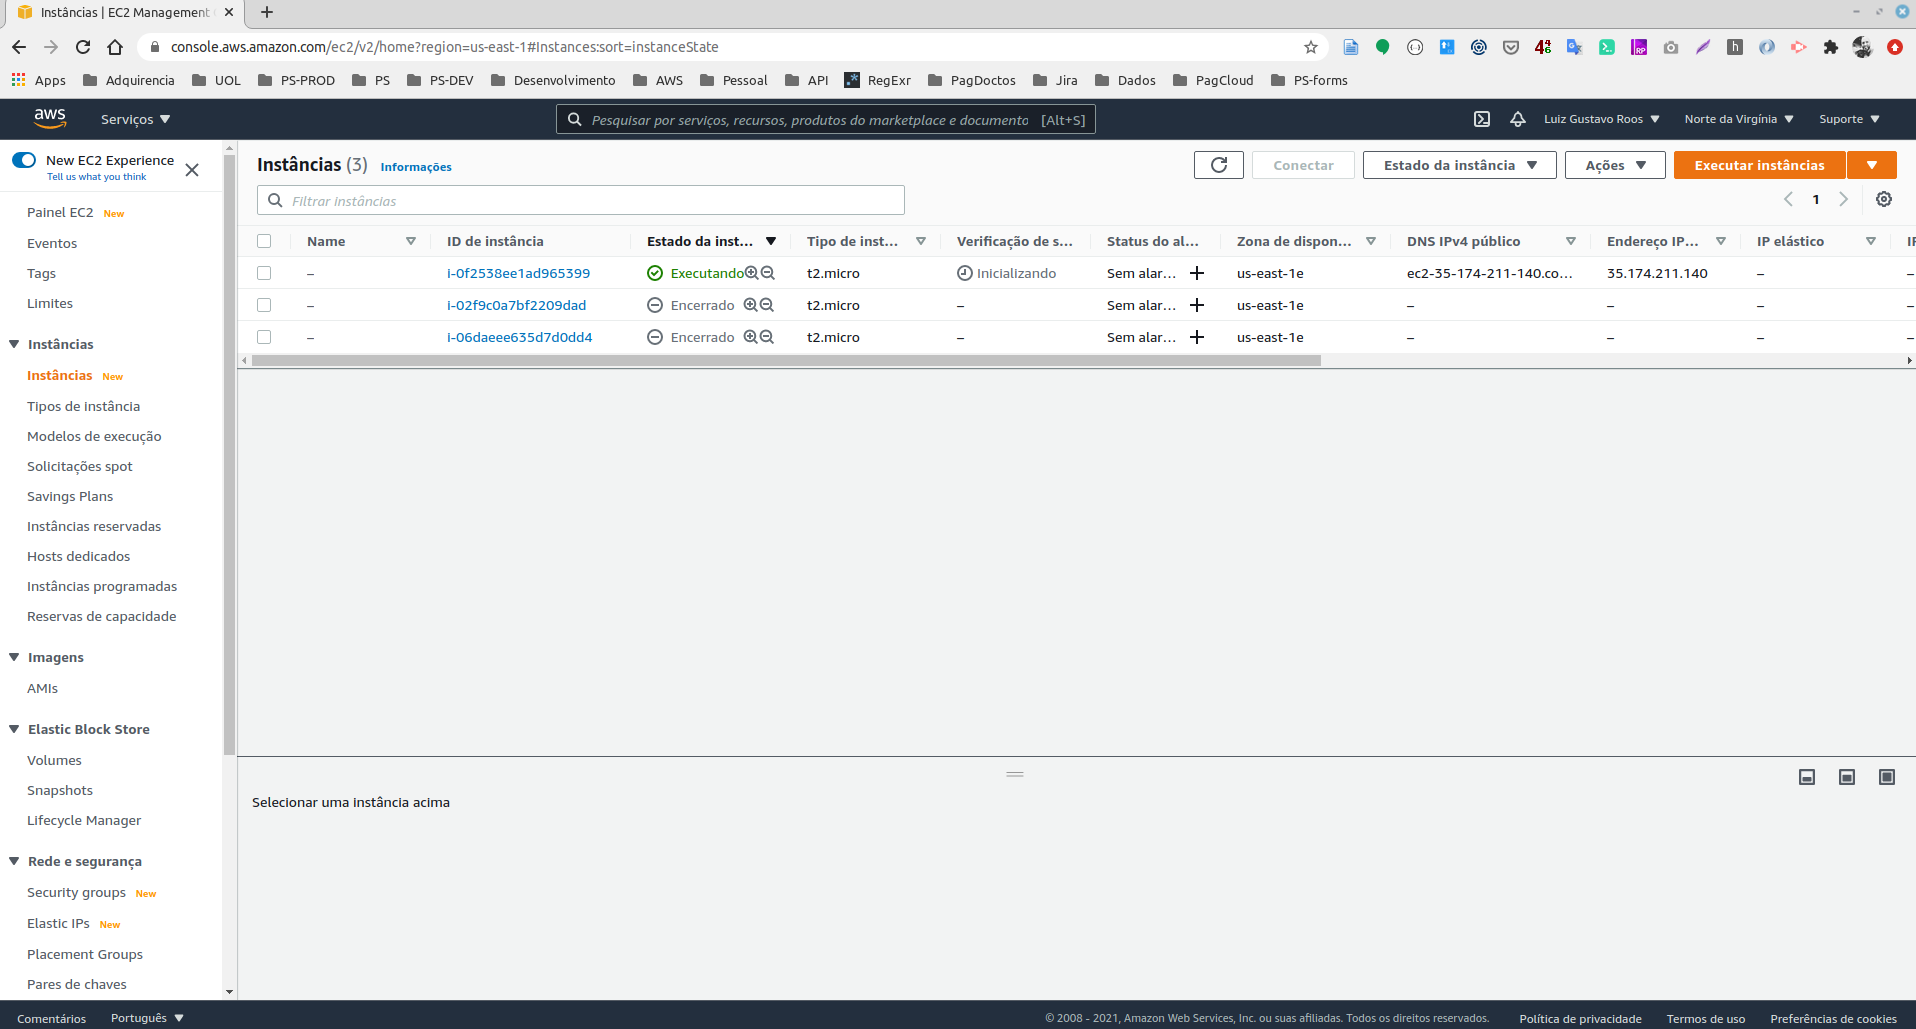 Instâncias | EC2 Management
console.aws.amazon.com/ec2/v2/home?region=us-east-1#Instances:sort=instanceState
Apps Adquirencia UOL PS-PROD PS PS-DEV Desenvolvimento AWS Pessoal API RegExr PagDoctos Jira Dados PagCloud PS-forms
aws Serviços Pesquisar por serviços, recursos, produtos do marketplace e documento [Alt+S] Luiz Gustavo Roos Norte da Virgínia Suporte
New EC2 Experience
Tell us what you think
Painel EC2 New
Eventos
Tags
Limites
Instâncias
Instâncias New
Tipos de instância
Modelos de execução
Solicitações spot
Savings Plans
Instâncias reservadas
Hosts dedicados
Instâncias programadas
Reservas de capacidade
Imagens
AMIs
Elastic Block Store
Volumes
Snapshots
Lifecycle Manager
Rede e segurança
Security groups New
Elastic IPs New
Placement Groups
Pares de chaves
Instâncias (3) Informações Conectar Estado da instância Ações Executar instâncias
Filtrar instâncias 1
Name ID de instância Estado da inst... Tipo de inst... Verificação de s... Status do al... Zona de dispon... DNS IPv4 público Endereço IP... IP elástico
– i-0f2538ee1ad965399 Executando t2.micro Inicializando Sem alar... us-east-1e ec2-35-174-211-140.co... 35.174.211.140 –
– i-02f9c0a7bf2209dad Encerrado t2.micro – Sem alar... us-east-1e – – – –
– i-06daeee635d7d0dd4 Encerrado t2.micro – Sem alar... us-east-1e – – – –
Selecionar uma instância acima
Comentários Português © 2008 - 2021, Amazon Web Services, Inc. ou suas afiliadas. Todos os direitos reservados. Política de privacidade Termos de uso Preferências de cookies